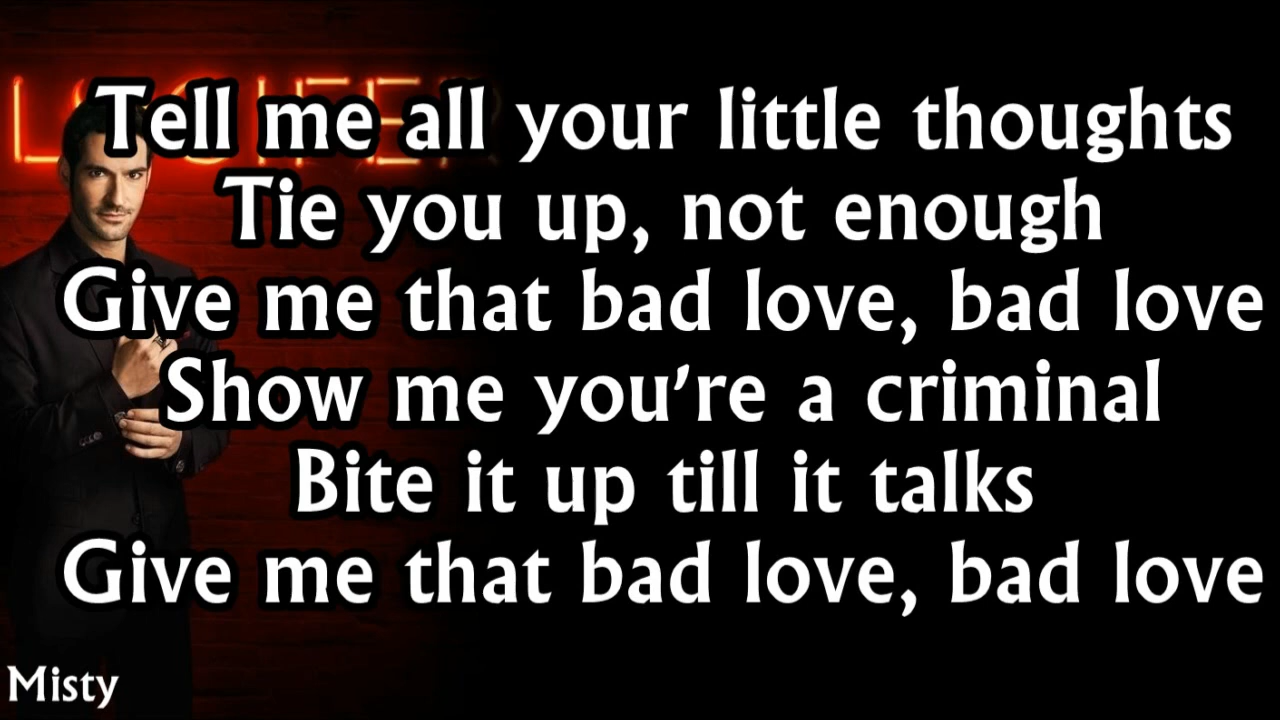 LUCIFER
Tell me all your little thoughts
Tie you up, not enough
Give me that bad love, bad love
Show me you're a criminal
Bite it up till it talks
Give me that bad love, bad love
Misty